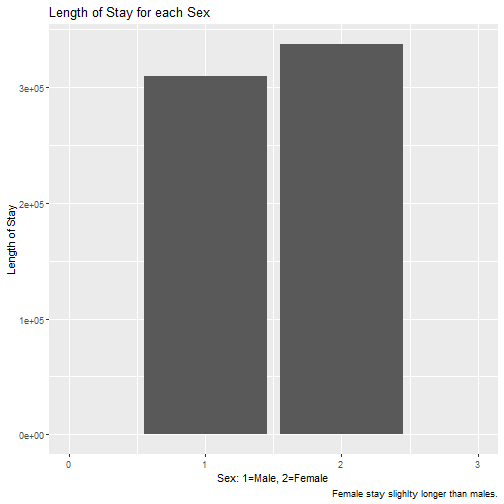 Length of Stay for each Sex
Length of Stay
3e+05
2e+05
1e+05
0e+00
0 1 2 3
Sex: 1=Male, 2=Female
Female stay slighlty longer than males.